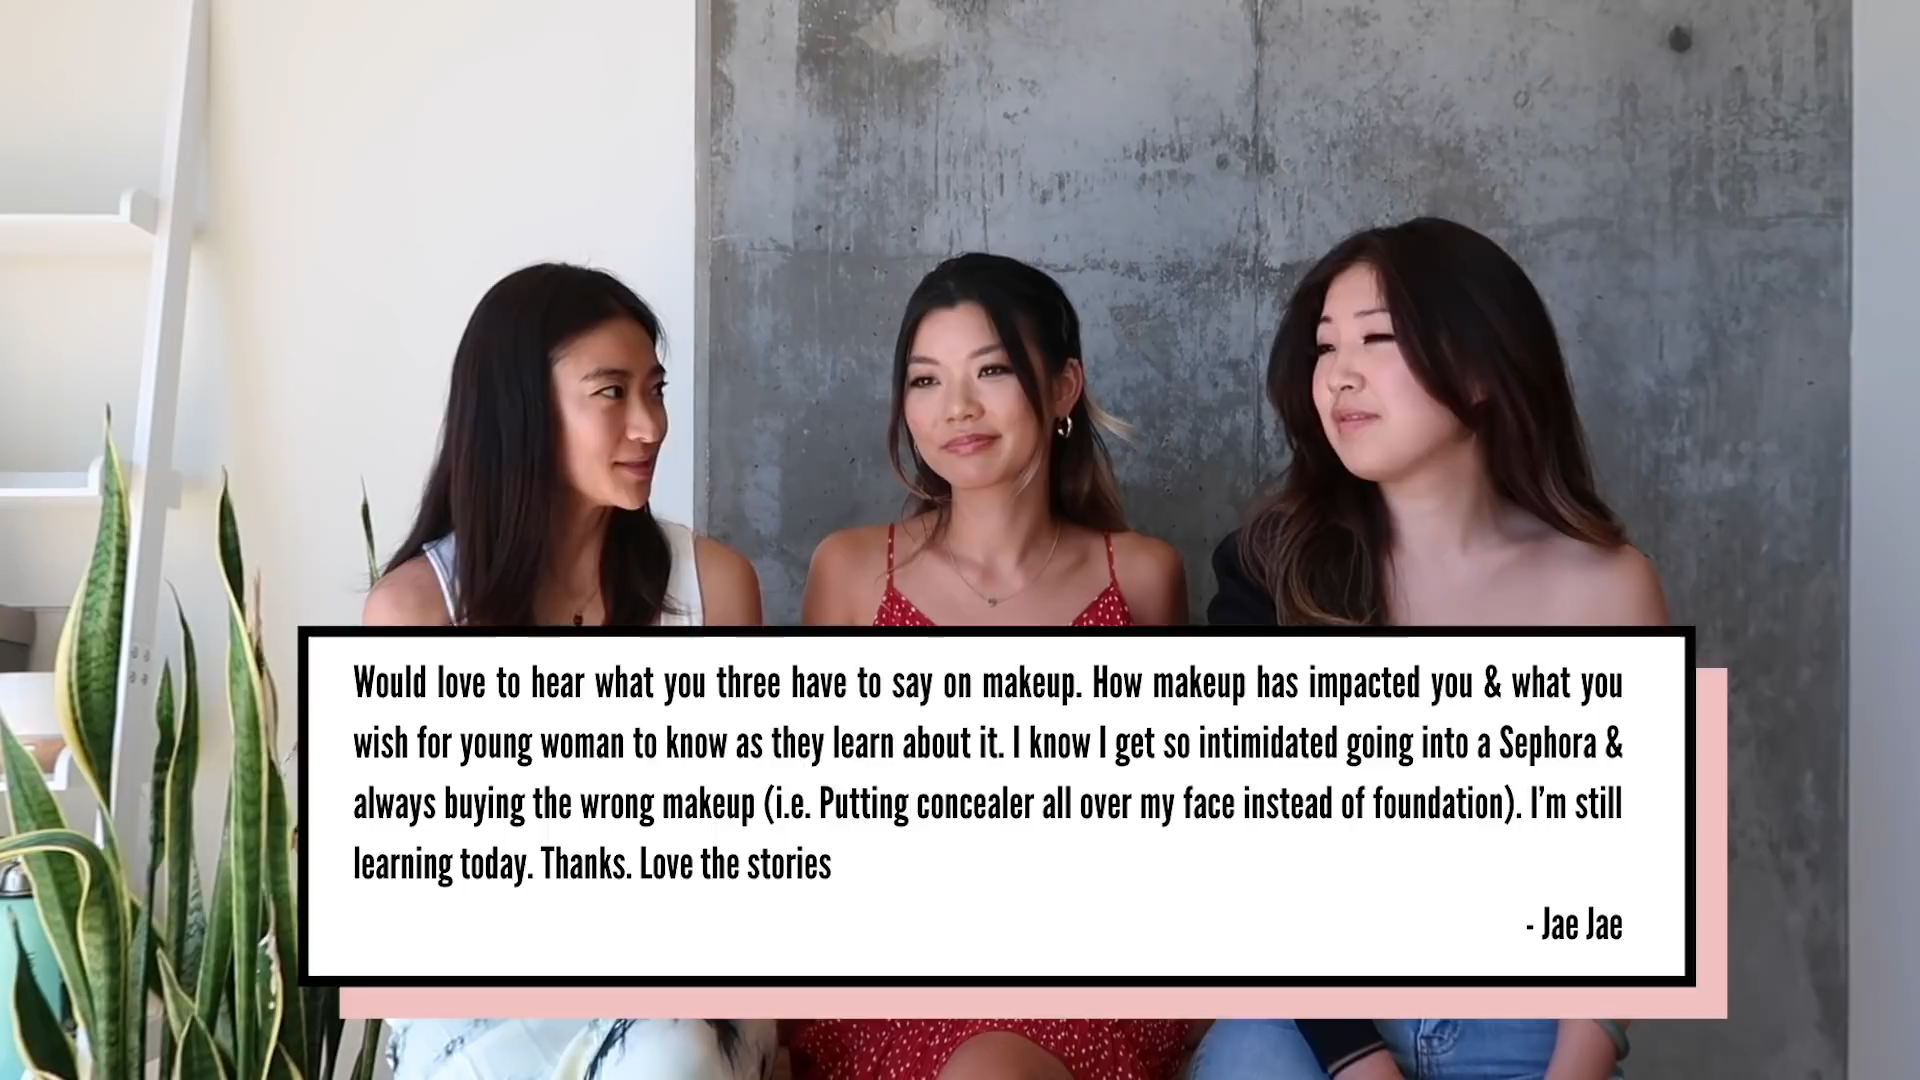 Would love to hear what you three have to say on makeup. How makeup has impacted you & what you
wish for young woman to know as they learn about it. I know I get so intimidated going into a Sephora &
always buying the wrong makeup (i.e. Putting concealer all over my face instead of foundation). I'm still
learning today. Thanks. Love the stories
- Jae Jae